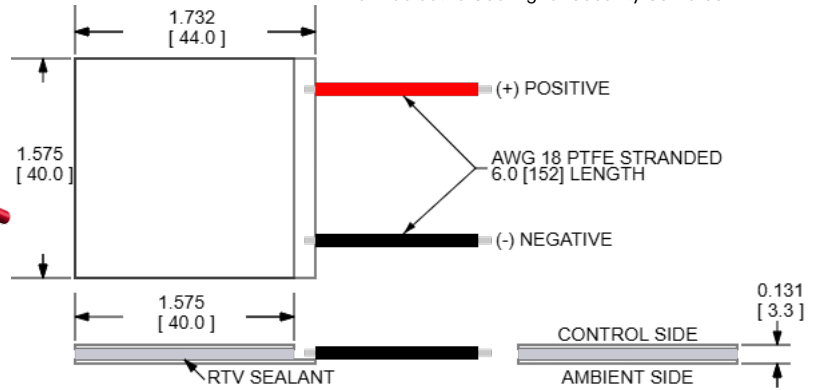 1.732
[ 44.0 ]
(+) POSITIVE
1.575
[ 40.0 ]
AWG 18 PTFE STRANDED
6.0 [152] LENGTH
(-) NEGATIVE
1.575
[ 40.0 ]
0.131
[ 3.3 ]
CONTROL SIDE
RTV SEALANT
AMBIENT SIDE